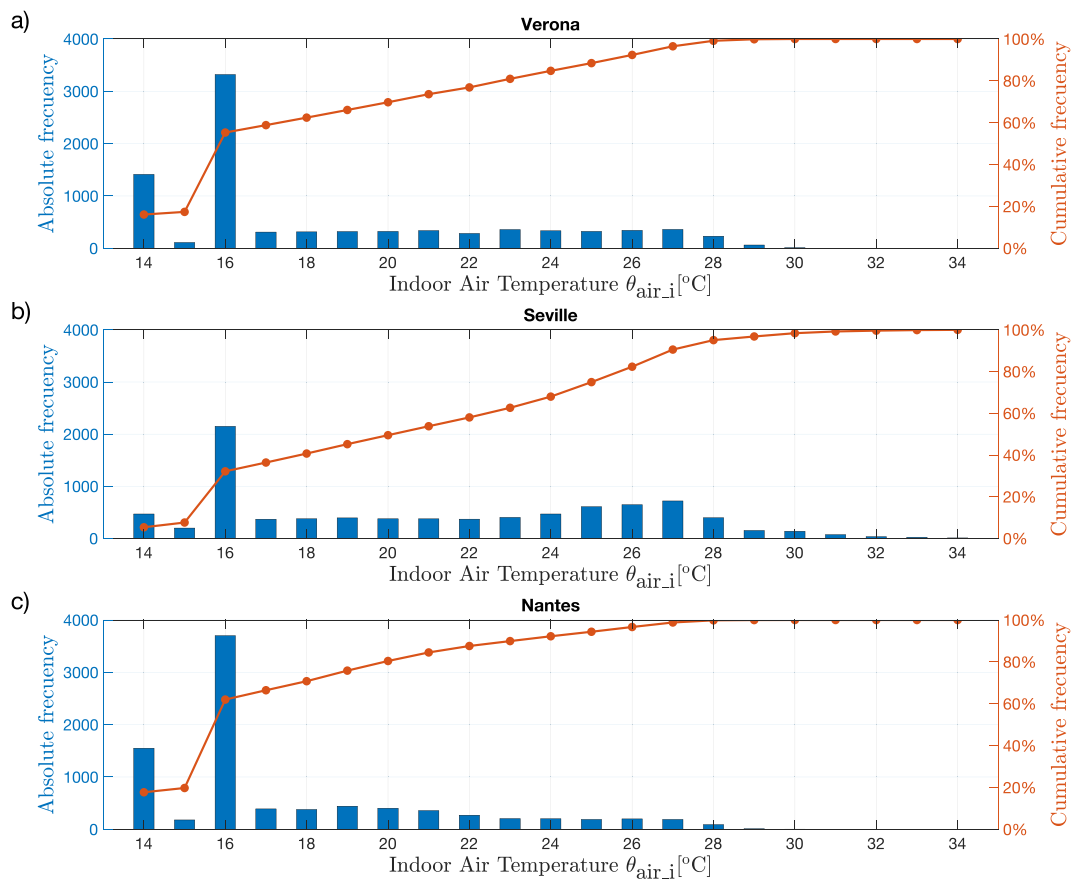 a)
Verona
Absolute frecuency
4000
3000
2000
1000
0
100%
80%
60%
40%
20%
0%
Cumulative frecuency
14 16 18 20 22 24 26 28 30 32 34
Indoor Air Temperature θair_i[oC]
b)
Seville
Absolute frecuency
4000
3000
2000
1000
0
100%
80%
60%
40%
20%
0%
Cumulative frecuency
14 16 18 20 22 24 26 28 30 32 34
Indoor Air Temperature θair_i[oC]
c)
Nantes
Absolute frecuency
4000
3000
2000
1000
0
100%
80%
60%
40%
20%
0%
Cumulative frecuency
14 16 18 20 22 24 26 28 30 32 34
Indoor Air Temperature θair_i[oC]